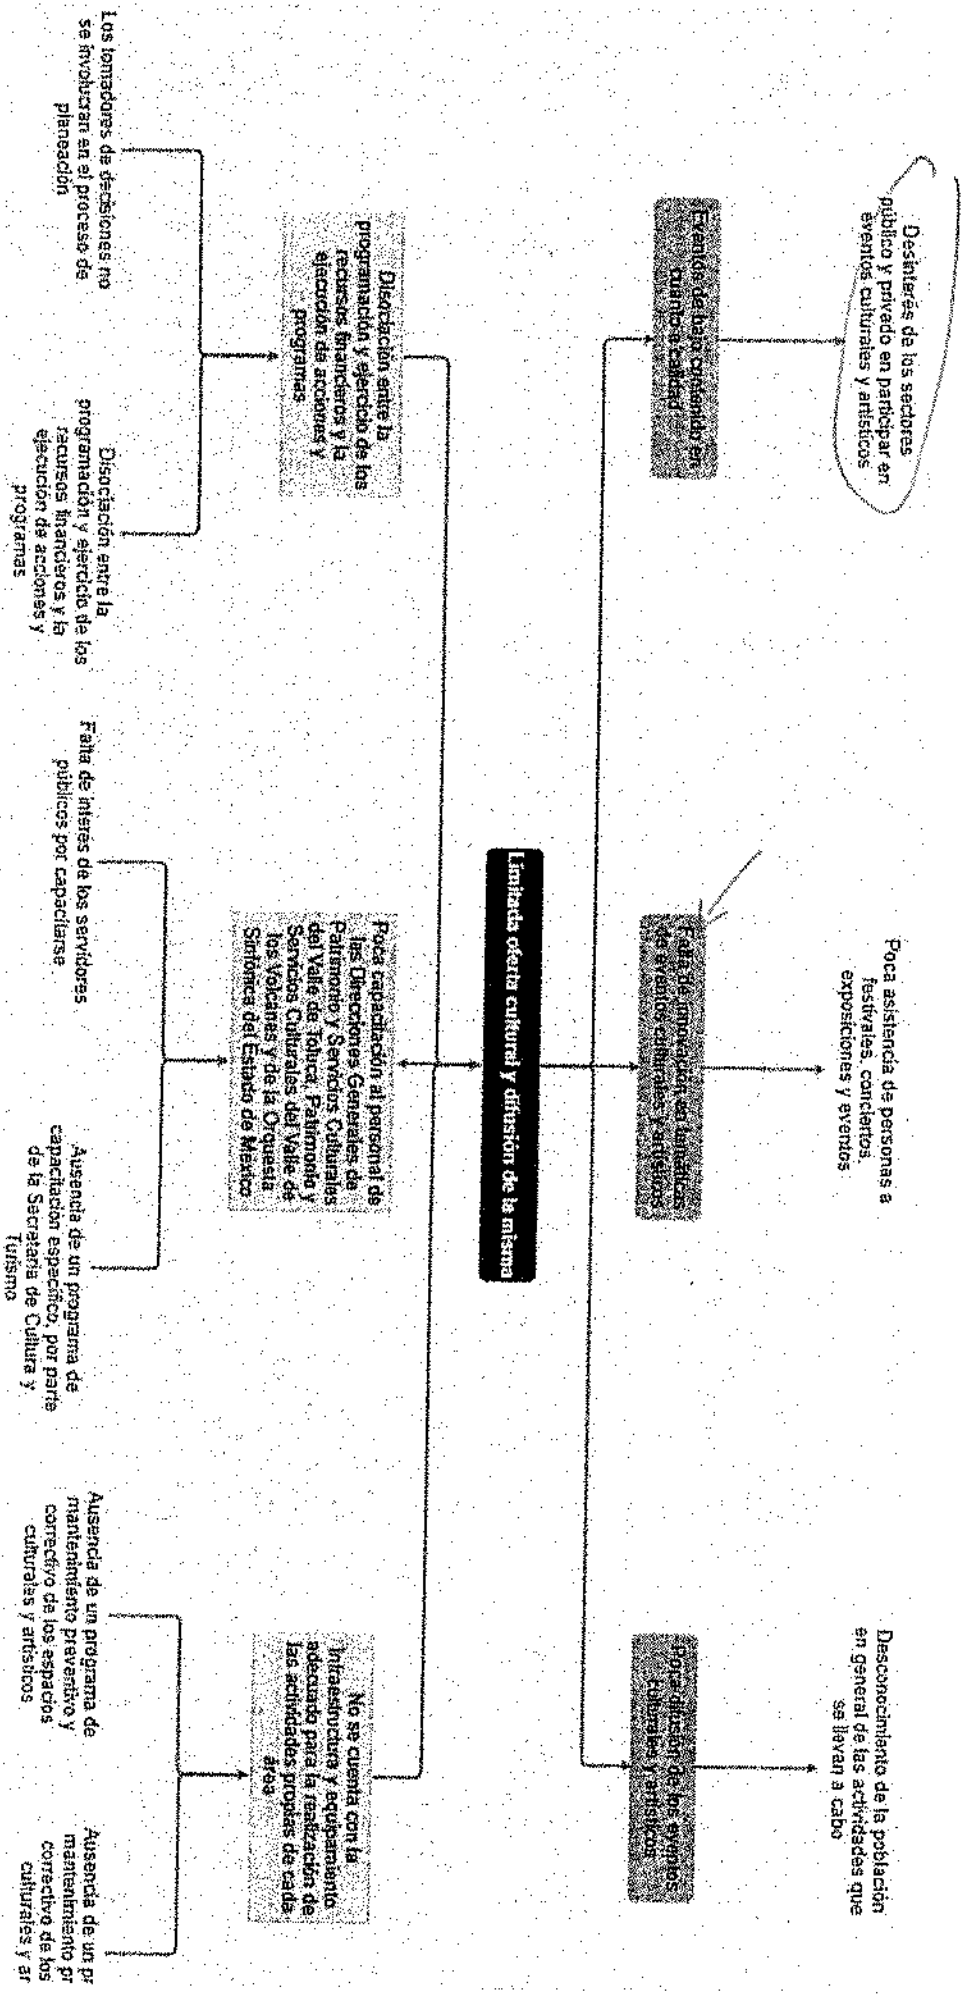 Desinterés de los sectores
público y privado en participar en
eventos culturales y artísticos
Poca asistencia de personas a
festivales, conciertos,
exposiciones y eventos
Desconocimiento de la población
en general de las actividades que
se llevan a cabo
Eventos de bajo contenido en
cuanto a calidad
Falta de innovación en temáticas
de eventos culturales y artísticos
Poca difusión de los eventos
culturales y artísticos
Limitada oferta cultural y difusión de la misma
Disociación entre la
programación y ejercicio de los
recursos financieros y la
ejecución de acciones y
programas
Poca capacitación al personal de
las Direcciones Generales de
Patrimonio y Servicios Culturales
del Valle de Toluca, Patrimonio y
Servicios Culturales del Valle de
los Volcanes y de la Orquesta
Sinfónica del Estado de México
No se cuenta con la
infraestructura y equipamiento
adecuado para la realización de
las actividades propias de cada
área
Los tomadores de decisiones no
se involucran en el proceso de
planeación
Disociación entre la
programación y ejercicio de los
recursos financieros y la
ejecución de acciones y
programas
Falta de interés de los servidores
públicos por capacitarse
Ausencia de un programa de
capacitación específico, por parte
de la Secretaría de Cultura y
Turismo
Ausencia de un programa de
mantenimiento preventivo y
correctivo de los espacios
culturales y artísticos
Ausencia de un pr
mantenimiento pr
correctivo de los
culturales y ar